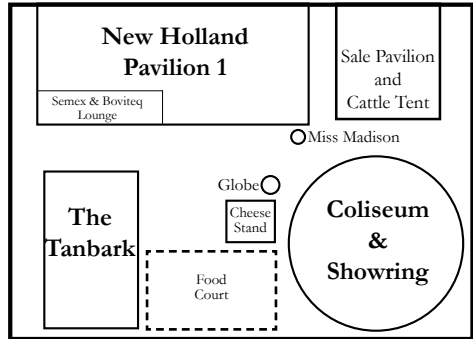 New Holland
Pavilion 1
Semex & Boviteq
Lounge
Sale Pavilion
and
Cattle Tent
Miss Madison
Globe
Cheese
Stand
The
Tanbark
Coliseum
&
Showring
Food
Court